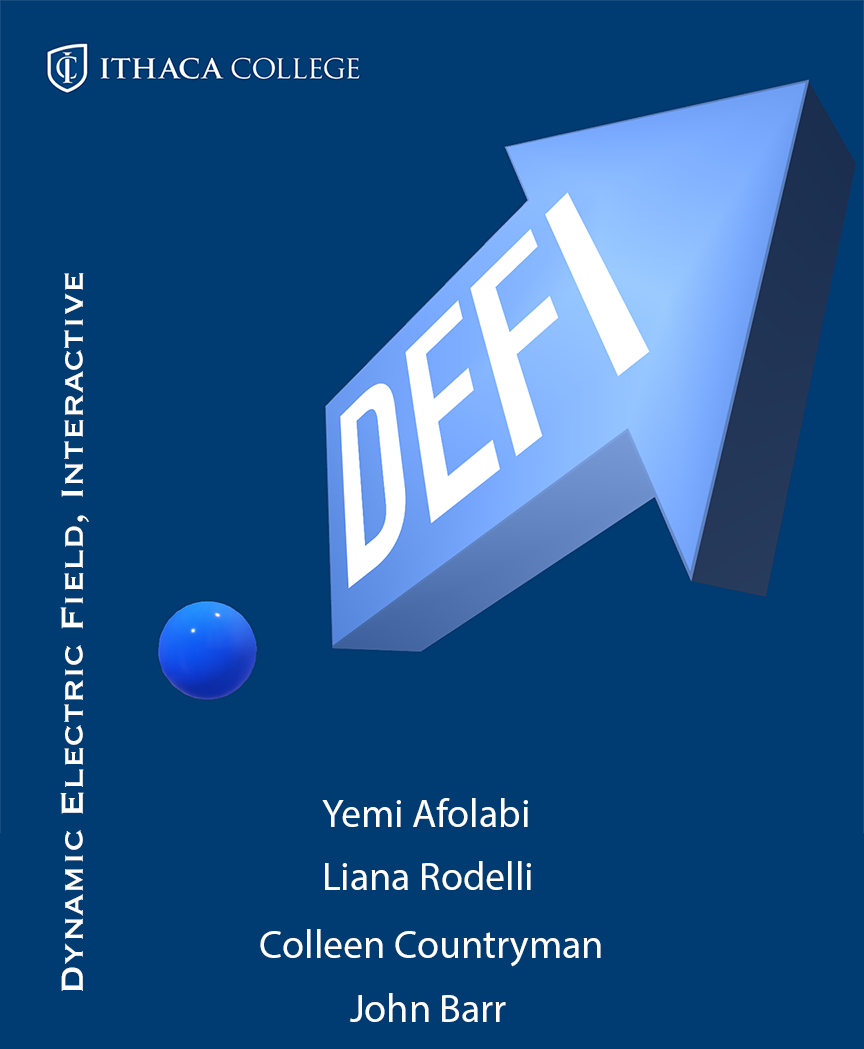 ITHACA COLLEGE
DEFI
DYNAMIC ELECTRIC FIELD, INTERACTIVE
Yemi Afolabi
Liana Rodelli
Colleen Countryman
John Barr